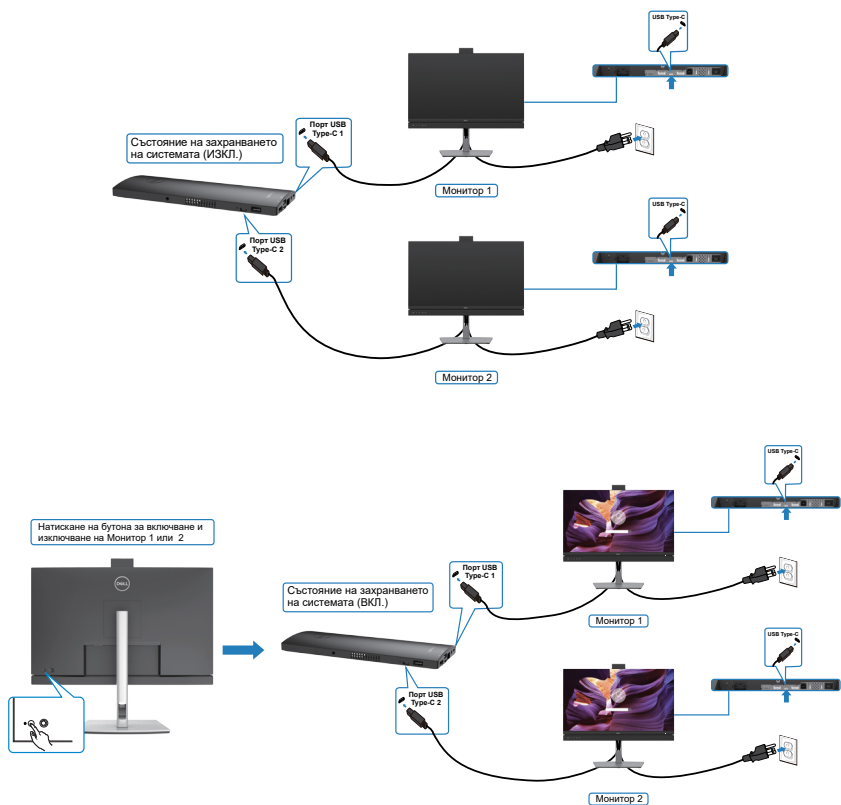 USB Type-C
Порт USB
Type-C 1
Състояние на захранването
на системата (ИЗКЛ.)
Монитор 1
USB Type-C
Порт USB
Type-C 2
Монитор 2
USB Type-C
Натискане на бутона за включване и
изключване на Монитор 1 или 2
DELL
Порт USB
Type-C 1
Състояние на захранването
на системата (ВКЛ.)
Монитор 1
USB Type-C
Порт USB
Type-C 2
Монитор 2